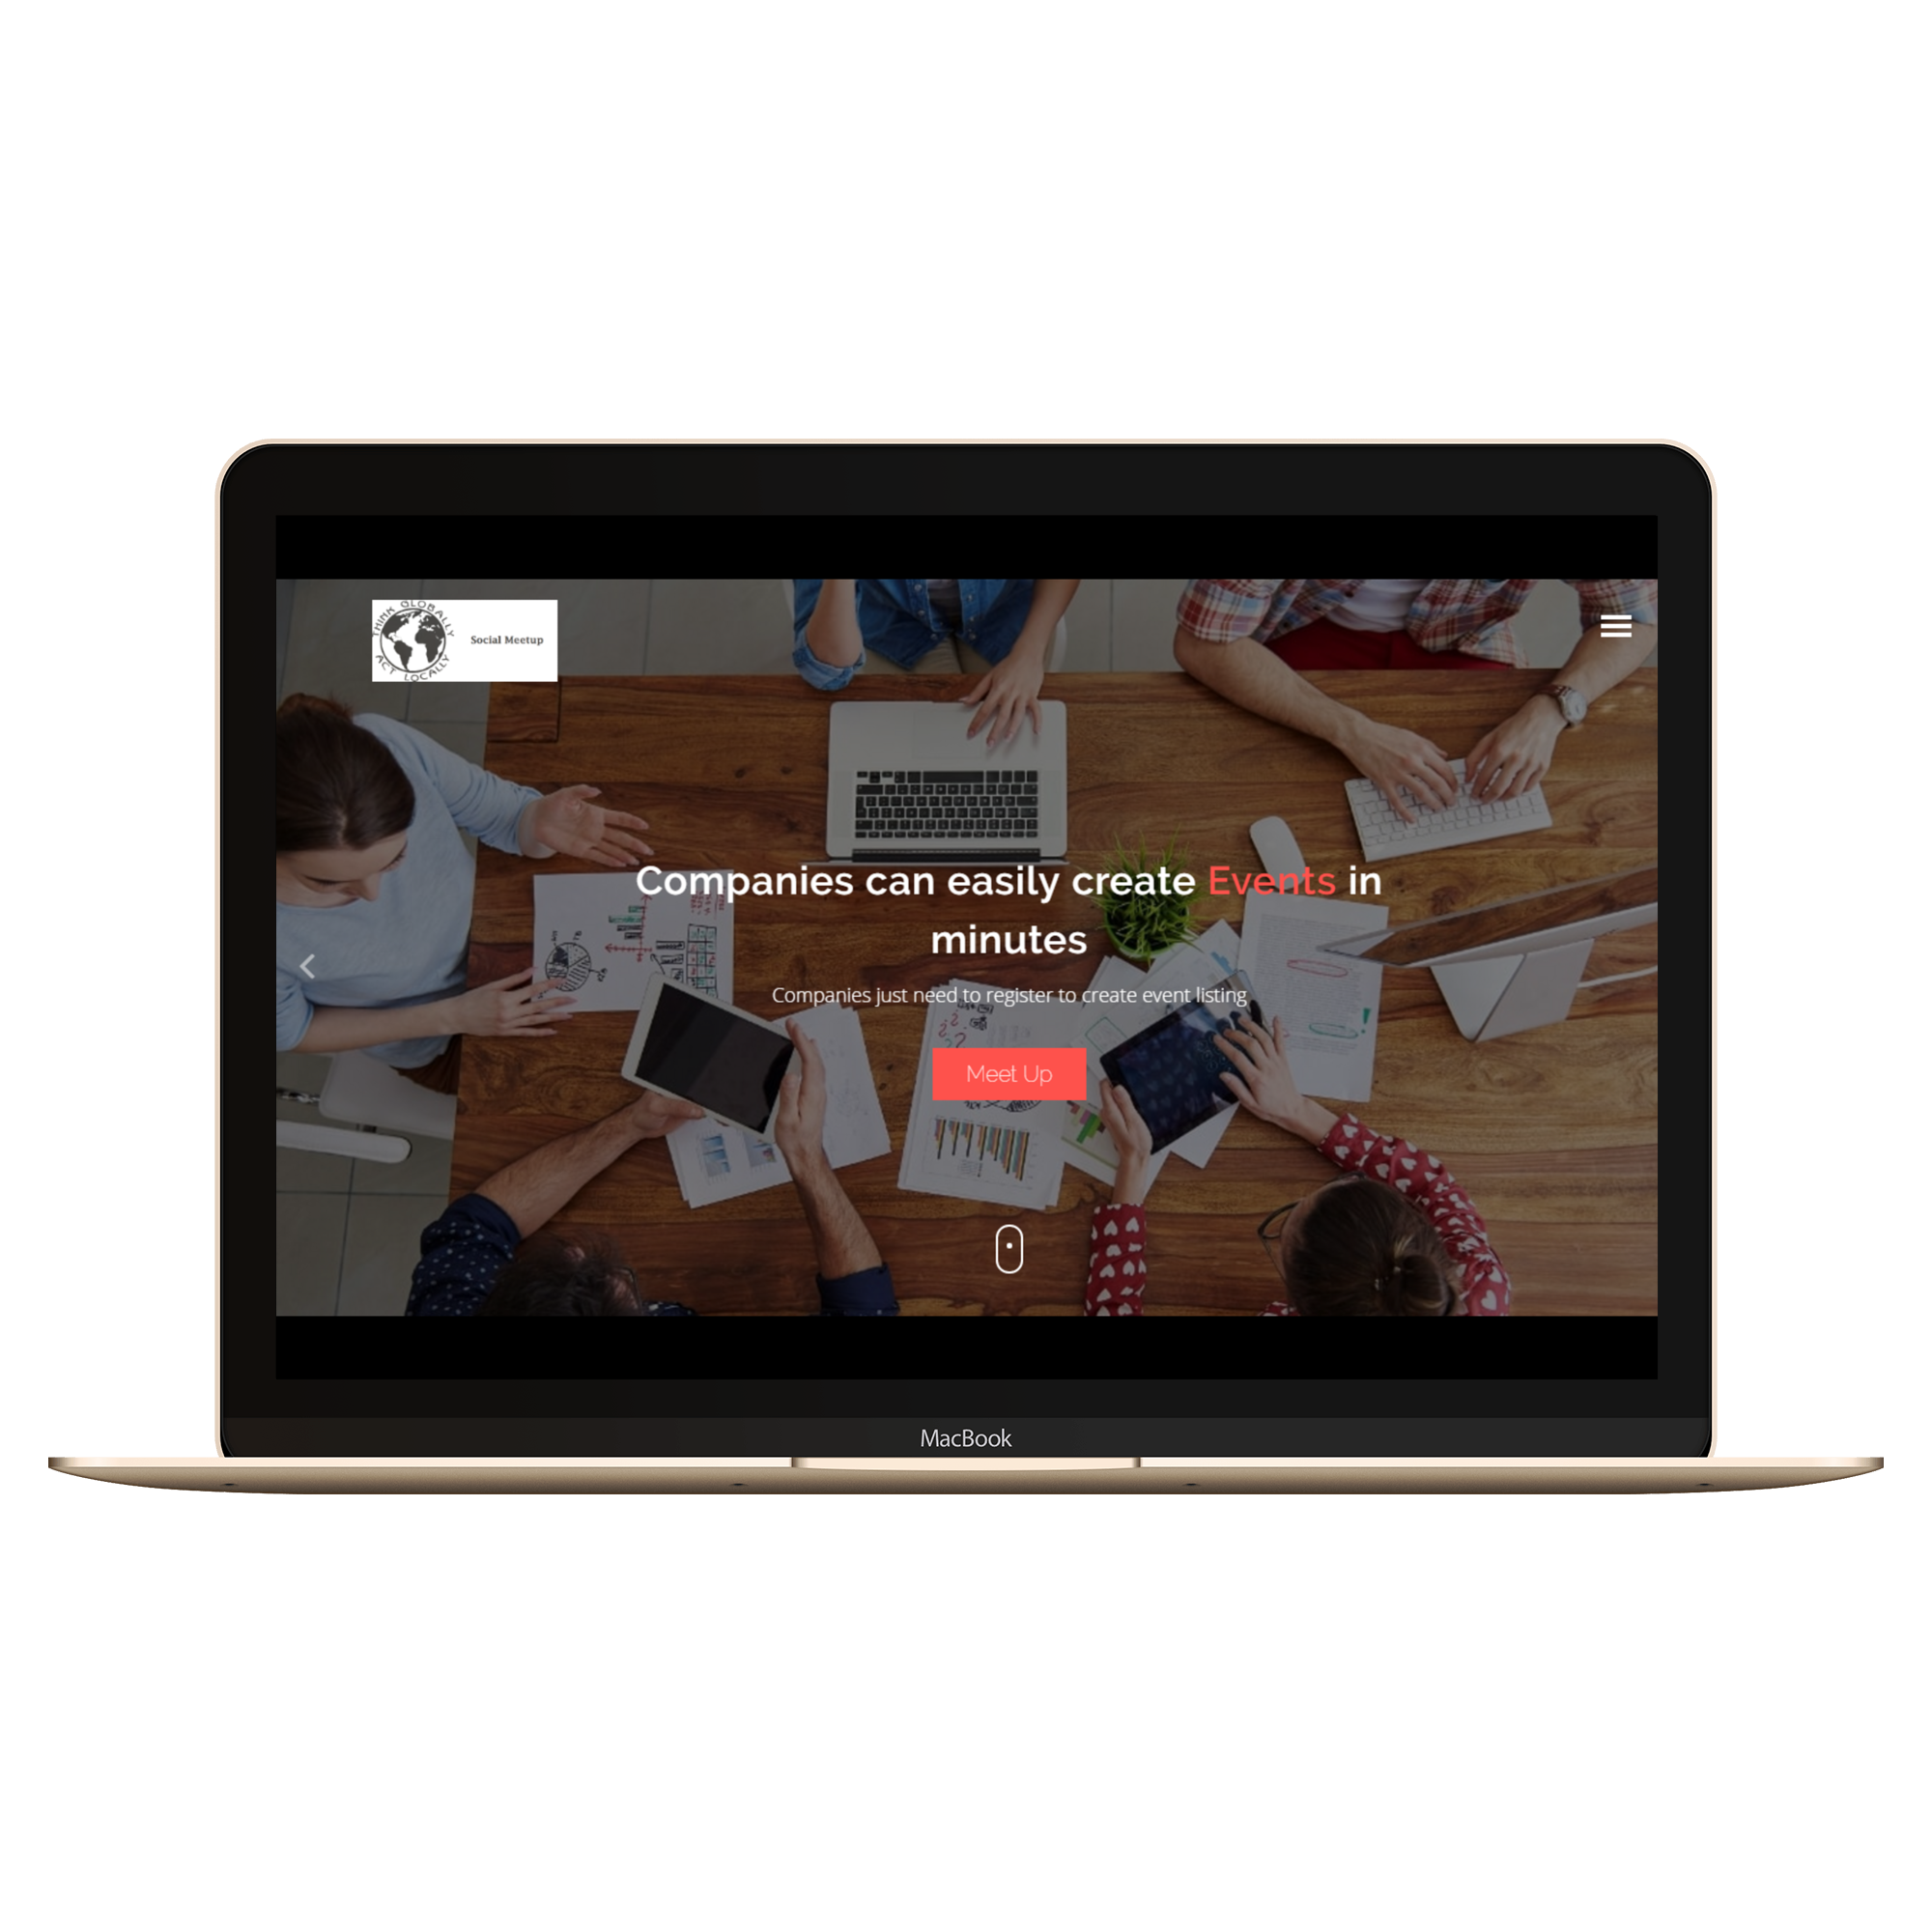 THINK GLOBALLY
ACT LOCALLY
Social Meetup
Companies can easily create Events in
minutes
Companies just need to register to create event listing
Meet Up
MacBook